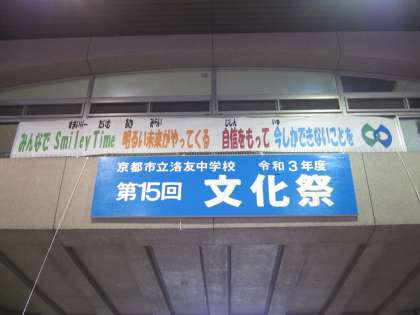 みんなで Smiley Time 明るい未来がやってくる 自信をもって 今しかできないことを
京都市立洛友中学校 令和3年度
第15回 文化祭